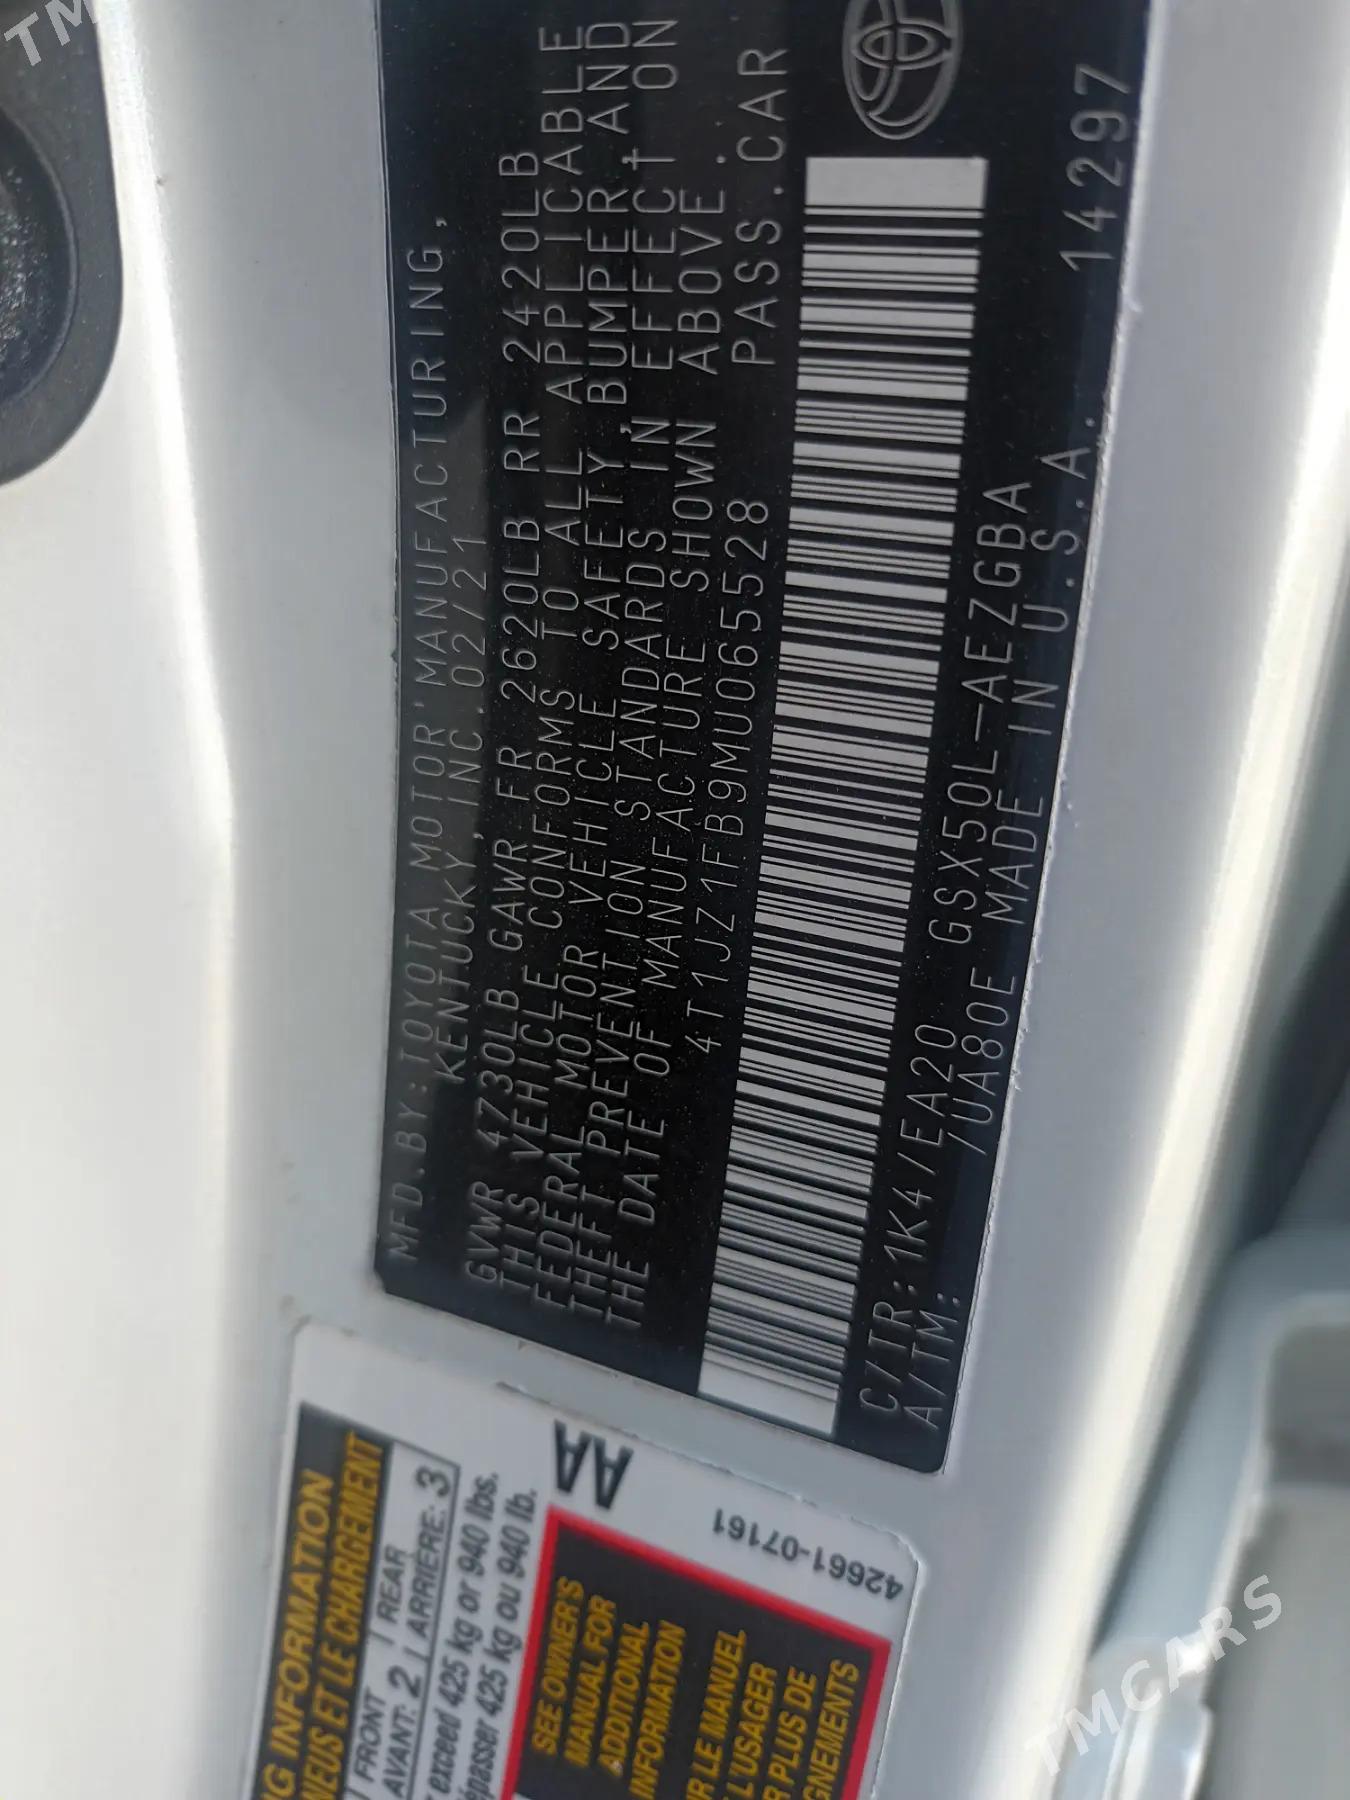 MFD.BY:TOYOTA MOTOR MANUFACTURING,
KENTUCKY, INC. 02/21
GVWR 4730LB GAWR FR 2620LB RR 2420LB
THIS VEHICLE CONFORMS TO ALL APPLICABLE
FEDERAL MOTOR VEHICLE SAFETY, BUMPER, AND
THEFT PREVENTION STANDARDS IN EFFECT ON
THE DATE OF MANUFACTURE SHOWN ABOVE.
4T1JZ1FB9MU065528 PASS.CAR
C/TR:1K4/EA20 GSX50L-AEZGBA
A/TM: /UA80E MADE IN U.S.A. 14297
AA
42661-07161
INFORMATION
ET LE CHARGEMENT
FRONT
AVANT: 2
REAR
ARRIÈRE: 3
exceed 425 kg or 940 lbs.
425 kg ou 940 lb.
SEE OWNER'S
MANUAL FOR
ADDITIONAL
INFORMATION
LE MANUEL
L'USAGER
PLUS DE
TMCARS